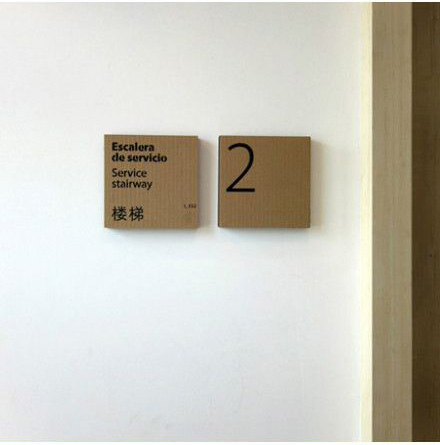 Escalera
de servicio
Service
stairway
楼梯
2